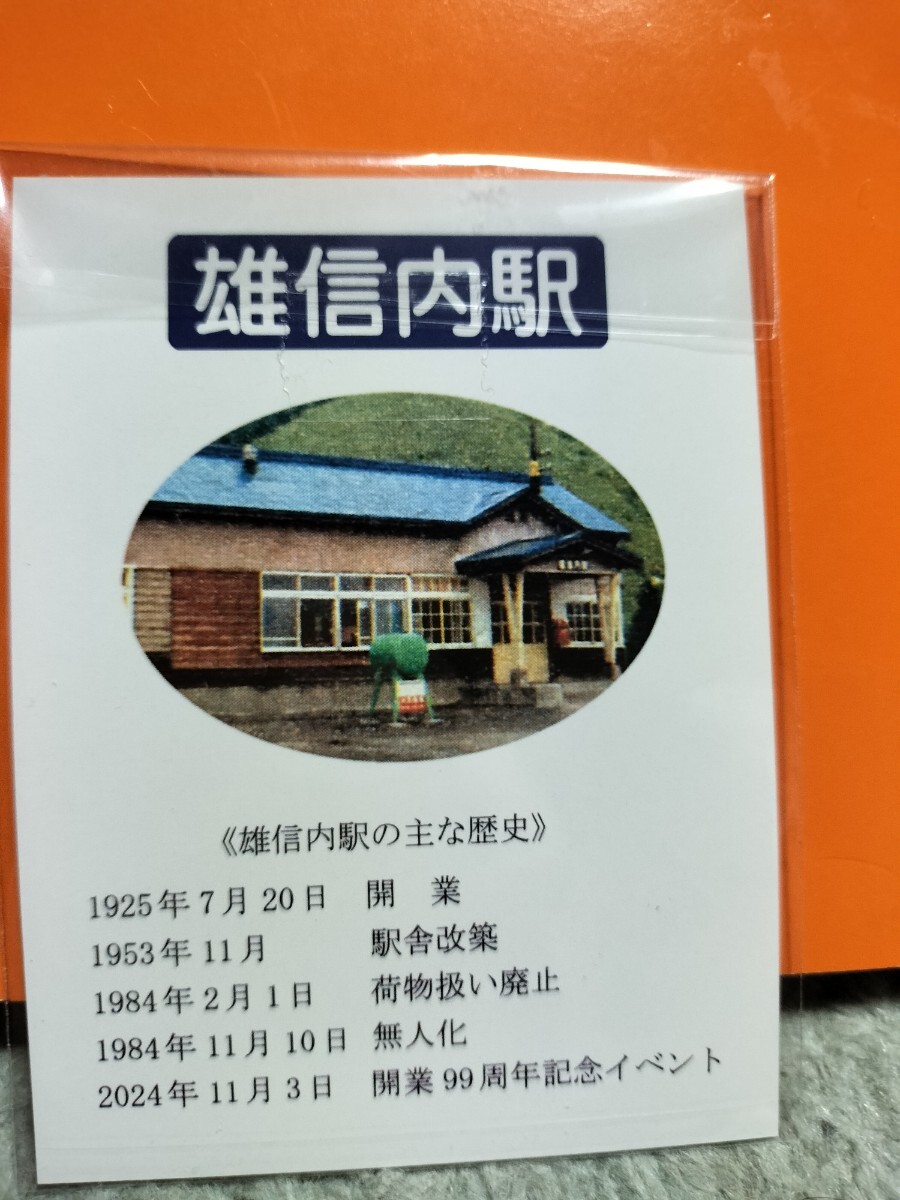 雄信内駅
《雄信内駅の主な歴史》
1925年 7月 20日 開 業
1953年 11月 駅舎改築
1984年 2月 1日 荷物扱い廃止
1984年 11月 10日 無人化
2024年 11月 3日 開業 99周年記念イベント